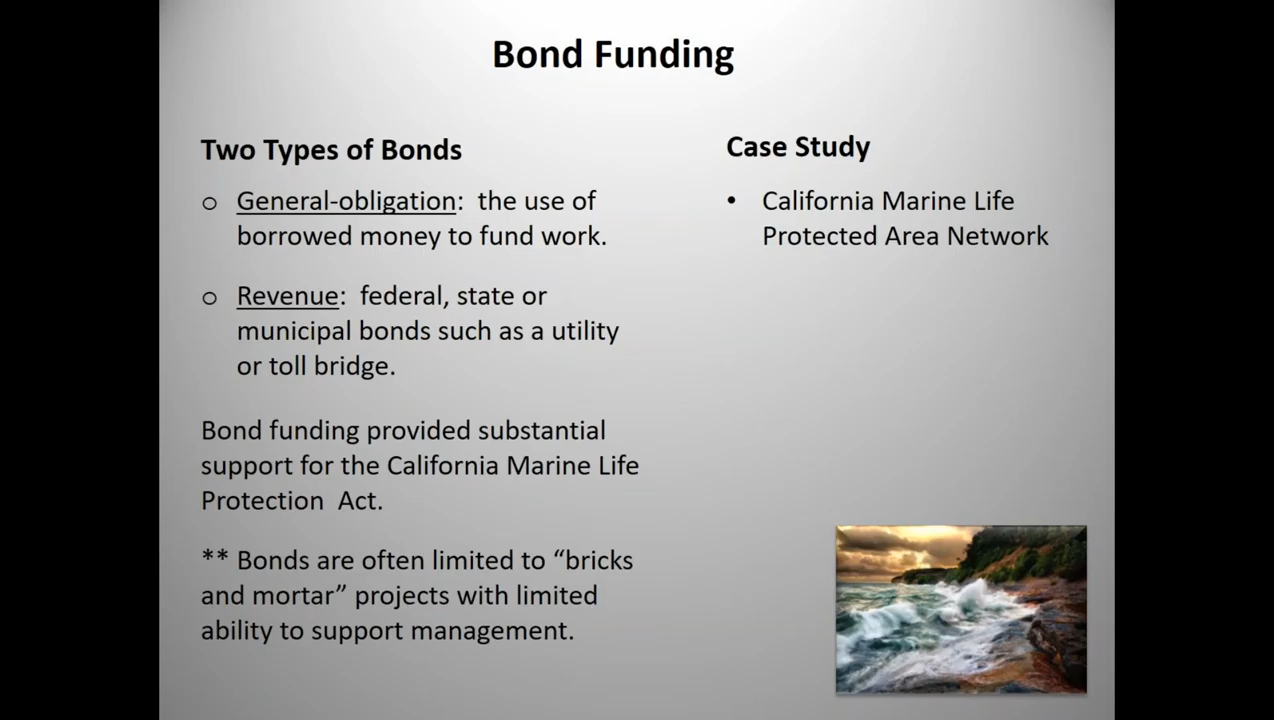 Bond Funding
Two Types of Bonds
o General-obligation:  the use of
borrowed money to fund work.
o Revenue:  federal, state or
municipal bonds such as a utility
or toll bridge.
Bond funding provided substantial
support for the California Marine Life
Protection  Act.
** Bonds are often limited to “bricks
and mortar” projects with limited
ability to support management.
Case Study
• California Marine Life
Protected Area Network